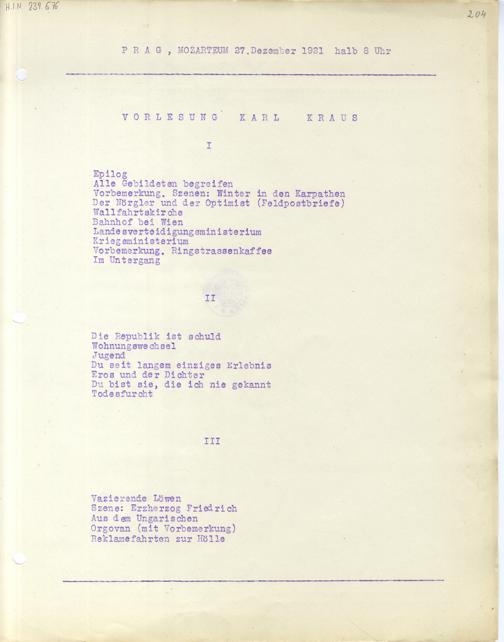 H.I.N 239.676
204
P R A G , MOZARTEUM 27.Dezember 1921 halb 8 Uhr
V O R L E S U N G K A R L K R A U S
I
Epilog
Alle Gebildeten begreifen
Vorbemerkung. Szenen: Winter in den Karpathen
Der Nörgler und der Optimist (Feldpostbriefe)
Wallfahrtskirche
Bahnhof bei Wien
Landesverteidigungsministerium
Kriegsministerium
Vorbemerkung. Ringstrassenkaffee
Im Untergang
II
Die Republik ist schuld
Wohnungswechsel
Jugend
Du seit langem einziges Erlebnis
Eros und der Dichter
Du bist sie, die ich nie gekannt
Todesfurcht
III
Vazierende Löwen
Szene: Erzherzog Friedrich
Aus dem Ungarischen
Orgovan (mit Vorbemerkung)
Reklamefahrten zur Hölle